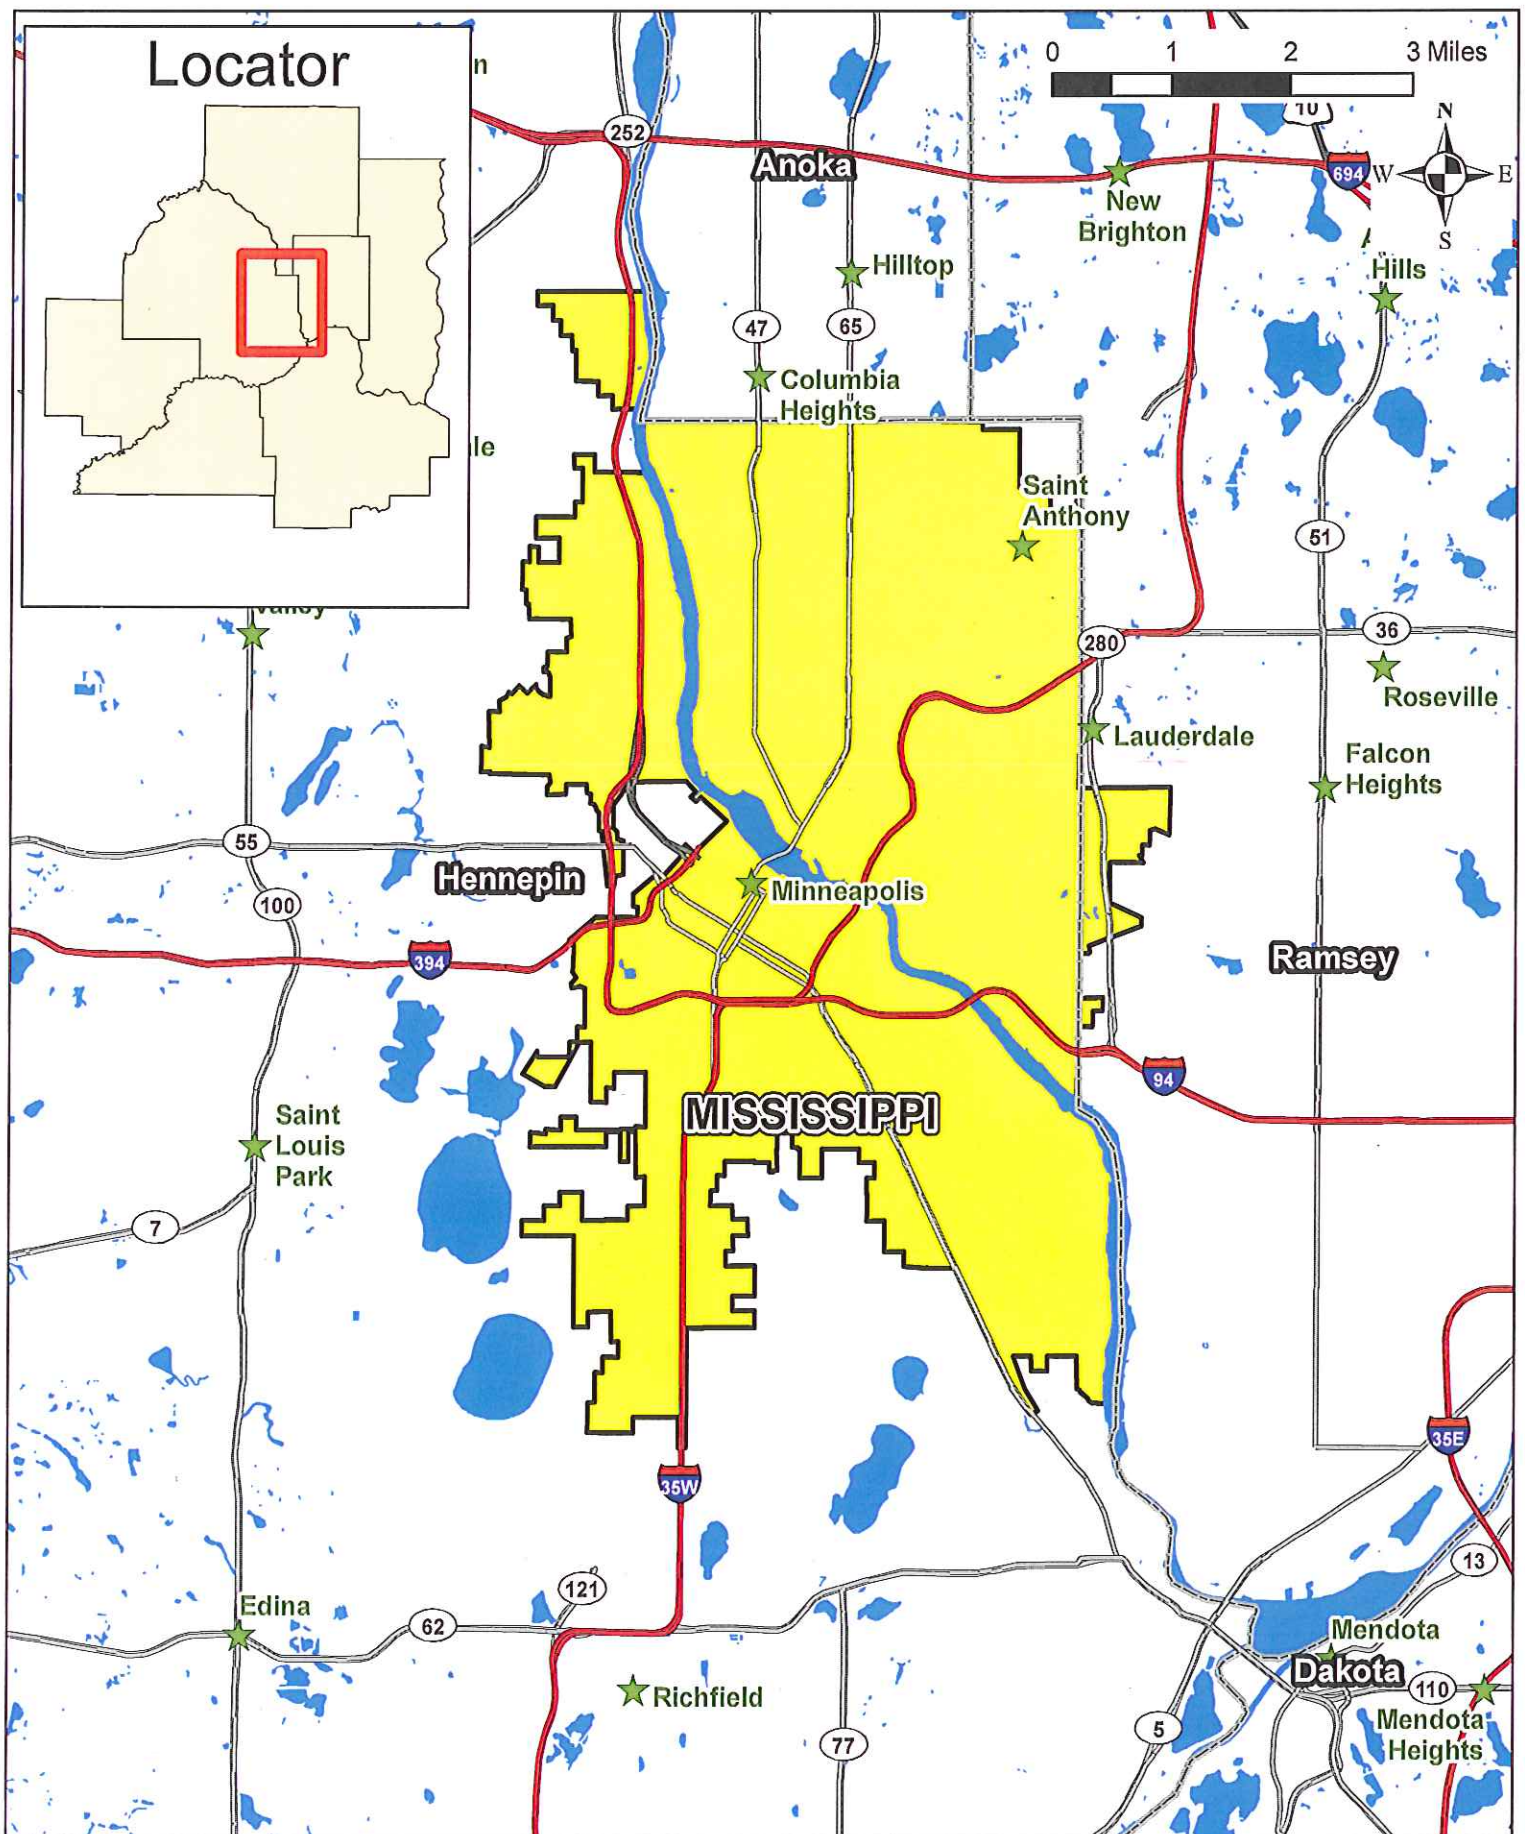 Locator
n
0 1 2 3 Miles
10
N
252
Anoka
694
W
E
S
New
Brighton
Hilltop
Hills
47
65
Columbia
Heights
le
Saint
Anthony
51
Valley
280
36
Roseville
Lauderdale
Falcon
Heights
55
Hennepin
Minneapolis
100
394
Ramsey
94
MISSISSIPPI
Saint
Louis
Park
7
35E
35W
13
121
Edina
62
Mendota
Dakota
110
Richfield
5
Mendota
Heights
77